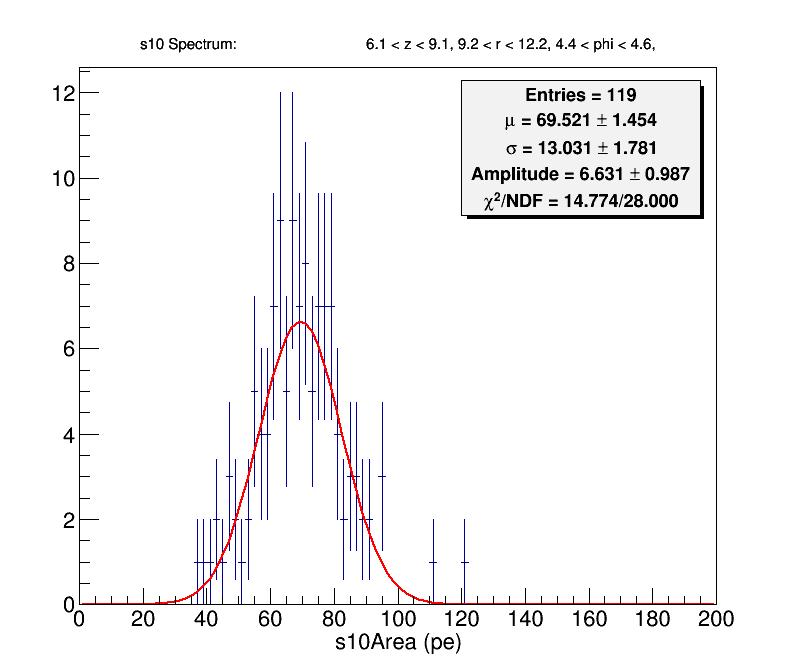 s10 Spectrum: 6.1 < z < 9.1, 9.2 < r < 12.2, 4.4 < phi < 4.6,
Entries = 119
μ = 69.521 ± 1.454
σ = 13.031 ± 1.781
Amplitude = 6.631 ± 0.987
χ²/NDF = 14.774/28.000
12
10
8
6
4
2
0
0 20 40 60 80 100 120 140 160 180 200
s10Area (pe)